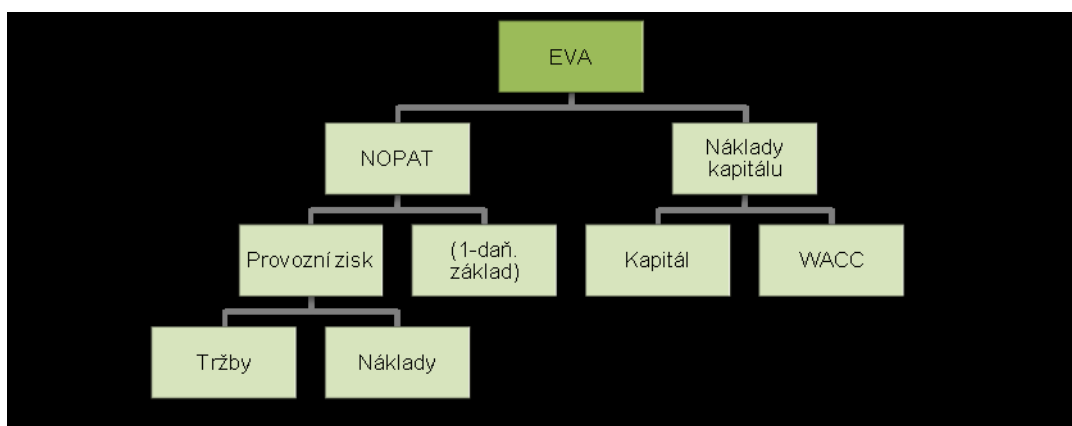 EVA
NOPAT
Náklady
kapitálu
Provozní zisk
(1-daň.
základ)
Kapitál
WACC
Tržby
Náklady